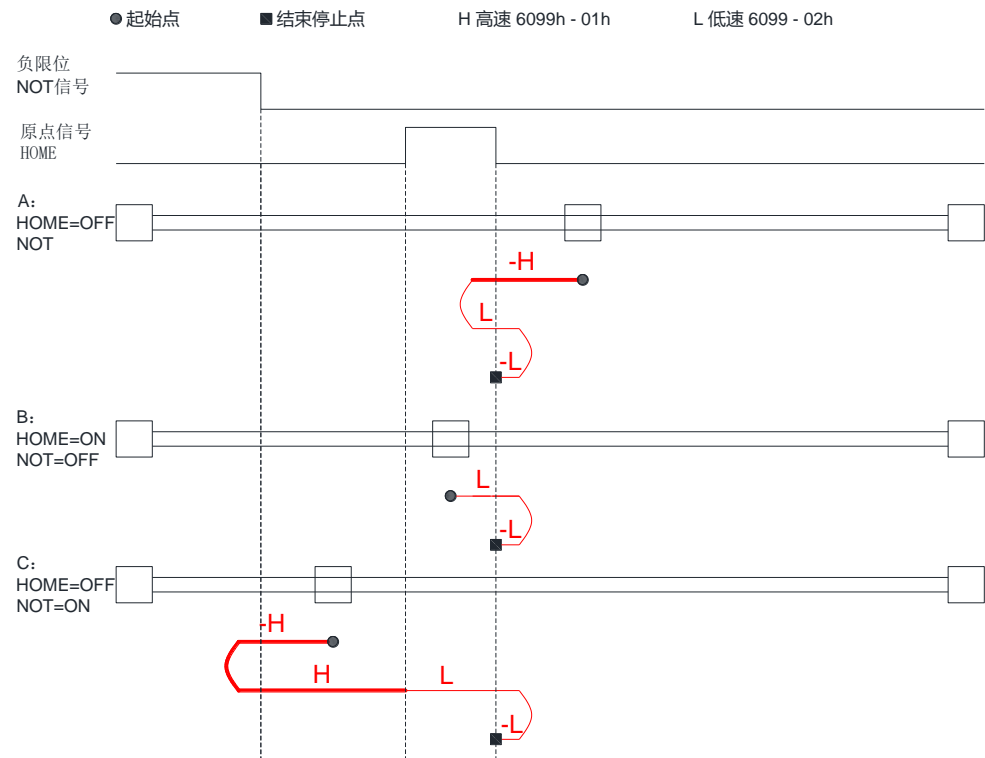 起始点 结束停止点 H 高速 6099h - 01h L 低速 6099 - 02h
负限位
NOT信号
原点信号
HOME
A:
HOME=OFF
NOT
-H
L
-L
B:
HOME=ON
NOT=OFF
L
-L
C:
HOME=OFF
NOT=ON
-H
H L
-L